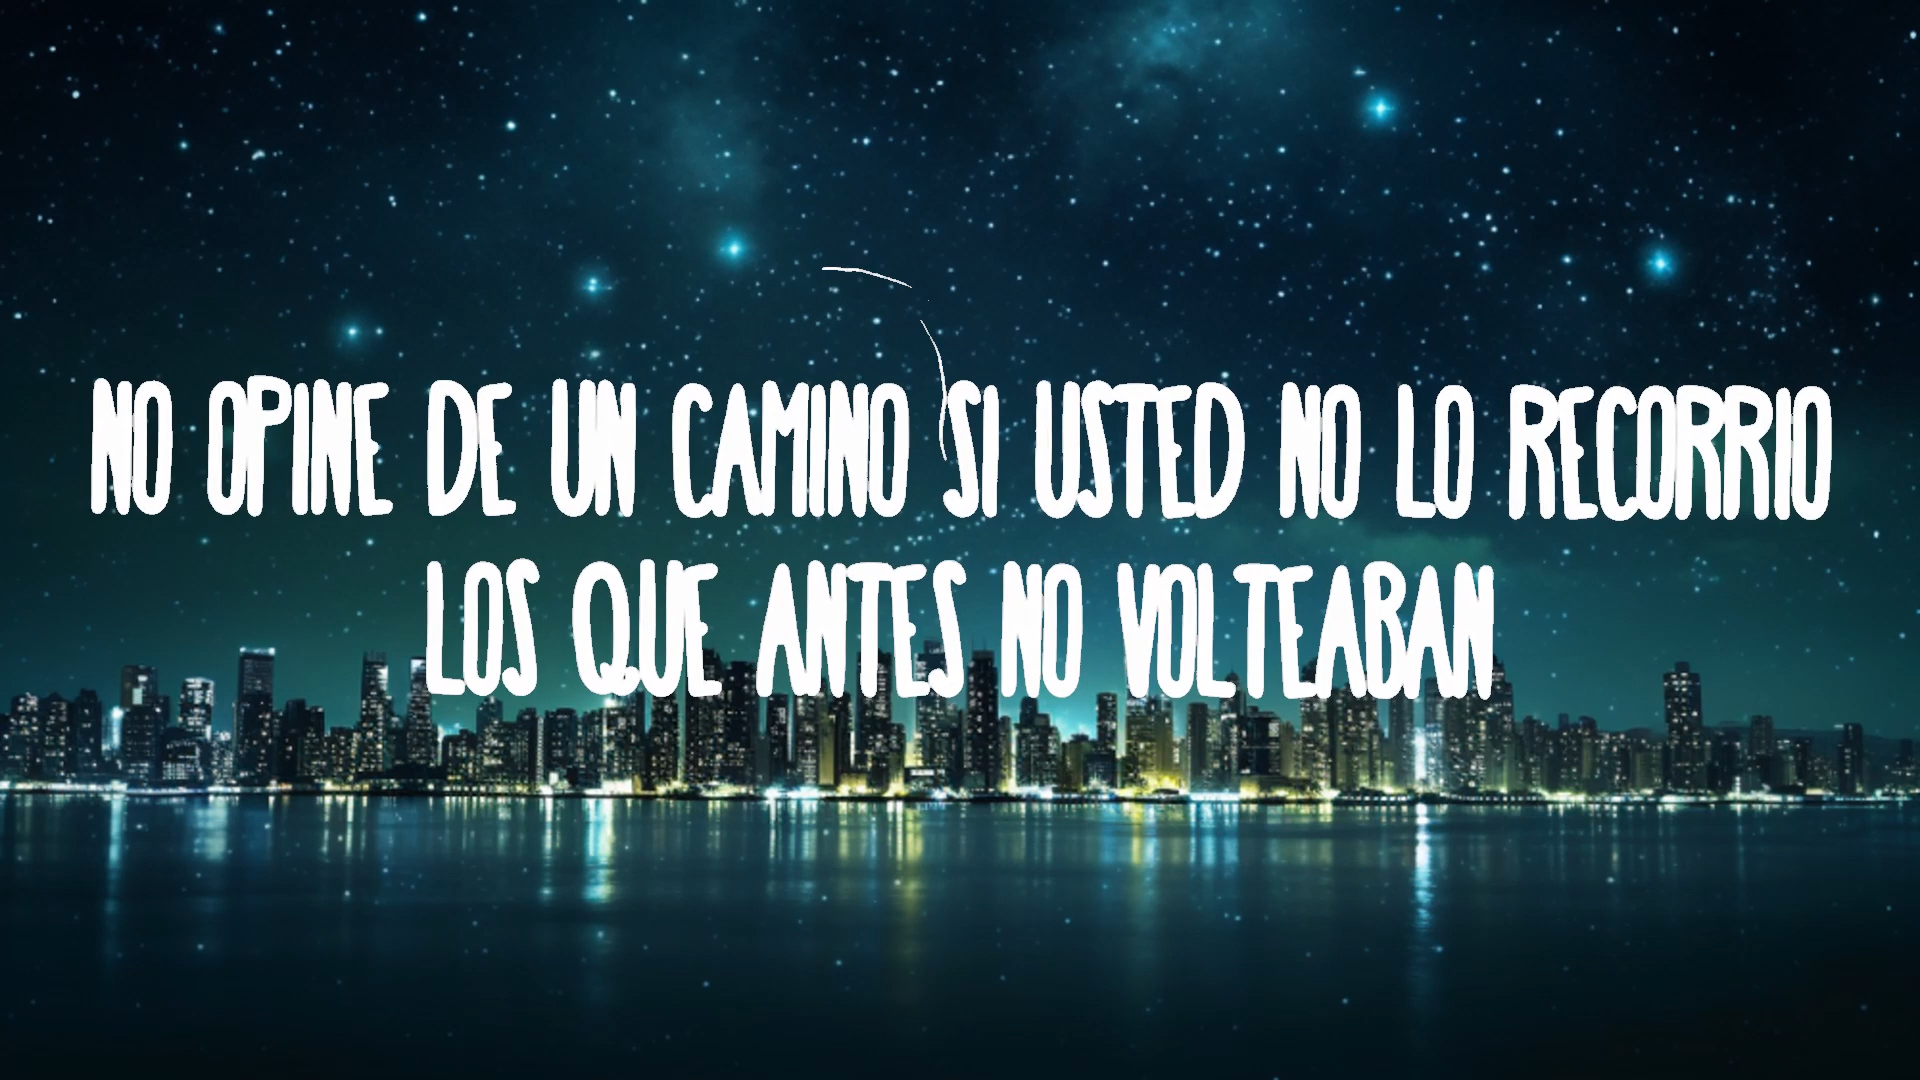 NO OPINE DE UN CAMINO SI USTED NO LO RECORRIO
LOS QUE ANTES NO VOLTEABAN